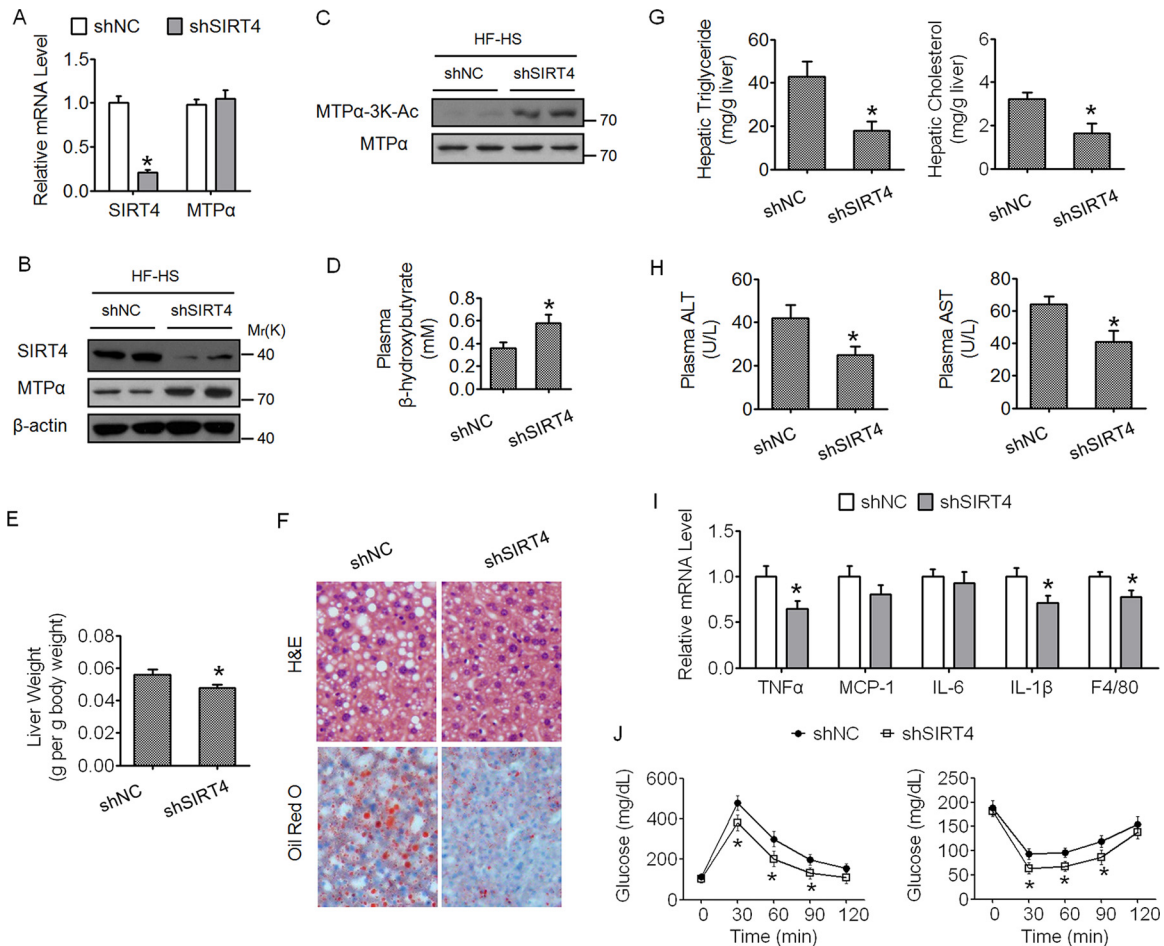 A
shNC
shSIRT4
Relative mRNA Level
1.5
1.0
0.5
0.0
*
SIRT4
MTPα
B
HF-HS
shNC
shSIRT4
Mr(K)
SIRT4
40
MTPα
70
β-actin
40
C
HF-HS
shNC
shSIRT4
MTPα-3K-Ac
70
MTPα
70
D
Plasma
β-hydroxybutyrate
(mM)
0.8
0.6
0.4
0.2
0.0
*
shNC
shSIRT4
E
Liver Weight
(g per g body weight)
0.08
0.06
0.04
0.02
0.00
*
shNC
shSIRT4
F
shNC
shSIRT4
H&E
Oil Red O
G
Hepatic Triglyceride
(mg/g liver)
60
40
20
0
*
shNC
shSIRT4
Hepatic Cholesterol
(mg/g liver)
6
4
2
0
*
shNC
shSIRT4
H
Plasma ALT
(U/L)
60
40
20
0
*
shNC
shSIRT4
Plasma AST
(U/L)
80
60
40
20
0
*
shNC
shSIRT4
I
shNC
shSIRT4
Relative mRNA Level
1.5
1.0
0.5
0.0
*
*
*
TNFα
MCP-1
IL-6
IL-1β
F4/80
J
shNC
shSIRT4
Glucose (mg/dL)
600
400
200
0
*
*
*
0
30
60
90
120
Time (min)
Glucose (mg/dL)
250
200
150
100
50
0
*
*
*
0
30
60
90
120
Time (min)